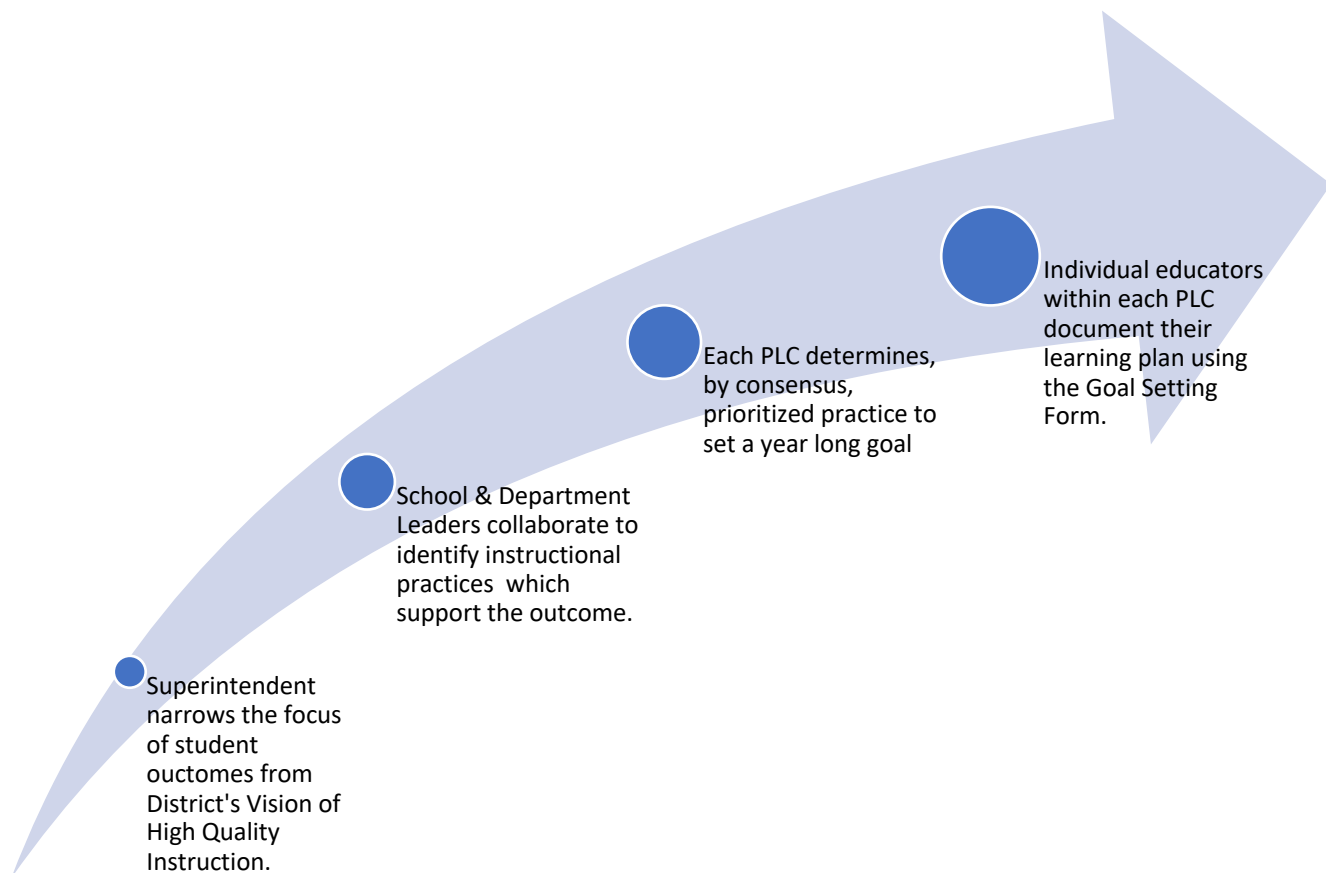 Superintendent
narrows the focus
of student
ouctomes from
District's Vision of
High Quality
Instruction.
School & Department
Leaders collaborate to
identify instructional
practices  which
support the outcome.
Each PLC determines,
by consensus,
prioritized practice to
set a year long goal
Individual educators
within each PLC
document their
learning plan using
the Goal Setting
Form.